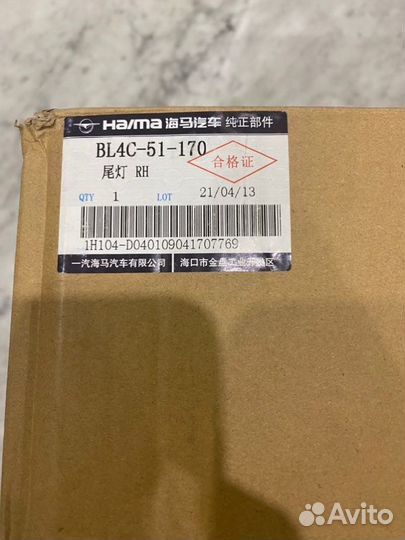 Haima 海马汽车 纯正部件
BL4C-51-170
合格证
尾灯 RH
QTY 1 LOT 21/04/13
1H104-D040109041707769
一汽海马汽车有限公司 海口市金盘工业开发区
Avito